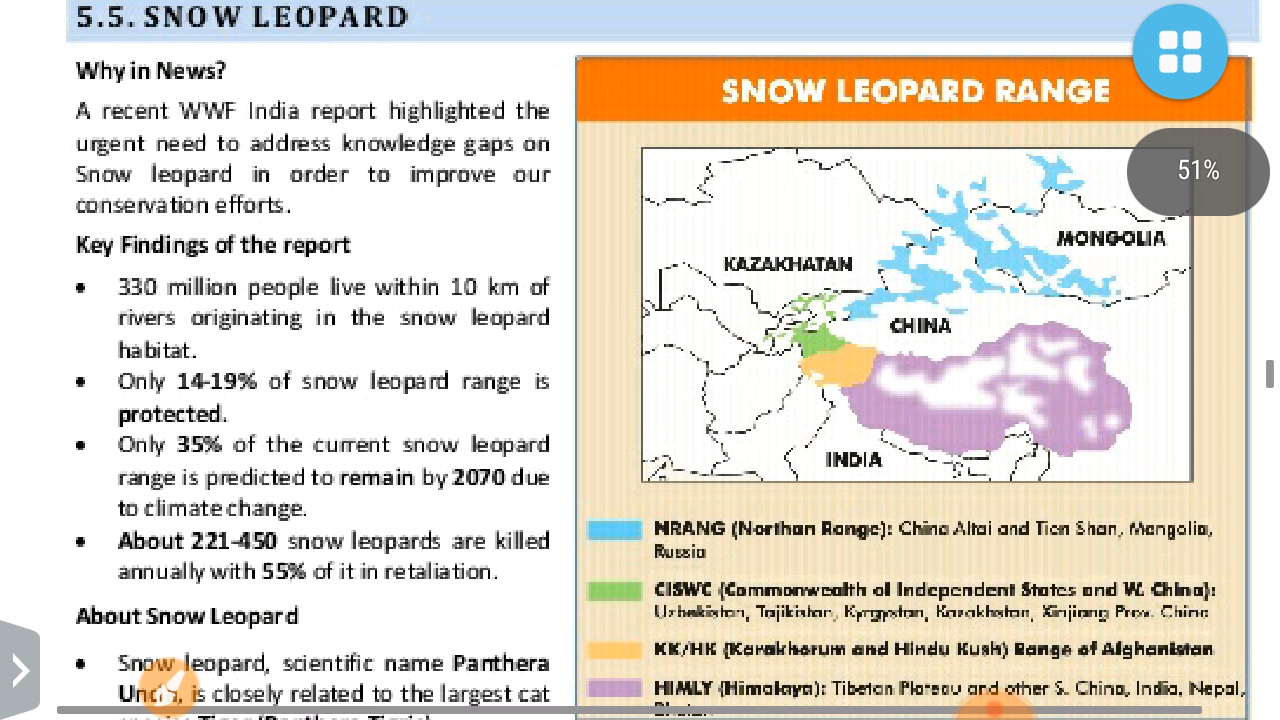 5.5. SNOW LEOPARD
Why in News?
A recent WWF India report highlighted the
urgent need to address knowledge gaps on
Snow leopard in order to improve our
conservation efforts.
Key Findings of the report
• 330 million people live within 10 km of
rivers originating in the snow leopard
habitat.
• Only 14-19% of snow leopard range is
protected.
• Only 35% of the current snow leopard
range is predicted to remain by 2070 due
to climate change.
• About 221-450 snow leopards are killed
annually with 55% of it in retaliation.
About Snow Leopard
• Snow leopard, scientific name Panthera
Uncia, is closely related to the largest cat
species Tiger (Panthera Tigris).
SNOW LEOPARD RANGE
51%
MONGOLIA
KAZAKHATAN
CHINA
INDIA
NRANG (Northan Range): China Altai and Tien Shan, Mongolia,
Russia
CISWC (Commonwealth of Independent States and W. China):
Uzbekistan, Tajikistan, Kyrgystan, Kazakhstan, Xinjiang Prov. China
KK/HK (Karakhorum and Hindu Kush) Range of Afghanistan
HIMLY (Himalaya): Tibetan Plateau and other S. China, India, Nepal,
Bhutan